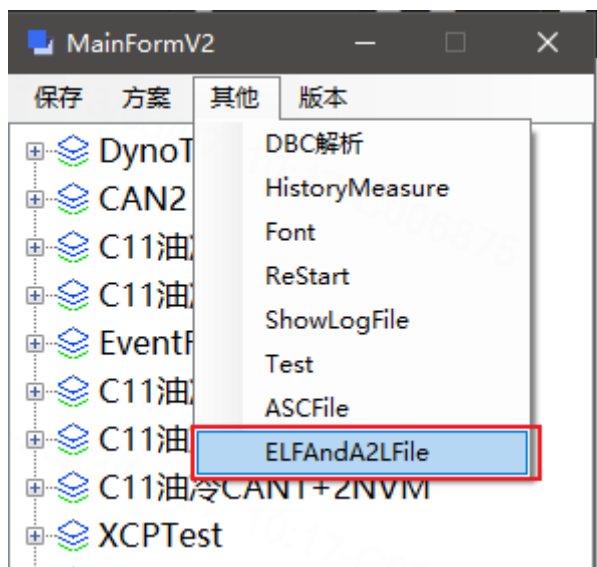 MainFormV2
保存 方案 其他 版本
DBC解析
HistoryMeasure
Font
ReStart
ShowLogFile
Test
ASCFile
ELFAndA2LFile
DynoT
CAN2
C11油
C11油
EventF
C11油
C11油
C11油冷CAN1+2NVM
XCPTest